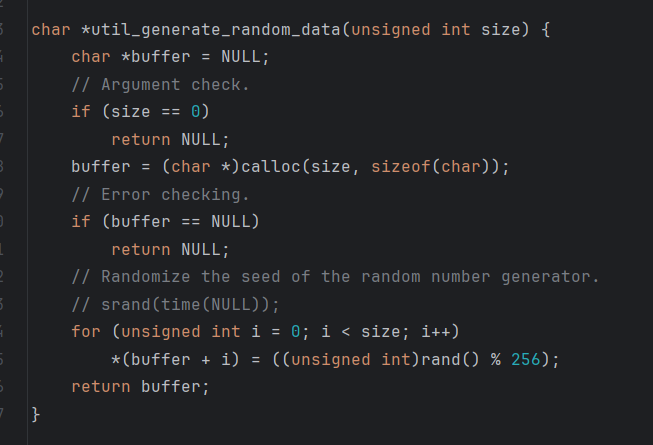 char *util_generate_random_data(unsigned int size) {
    char *buffer = NULL;
    // Argument check.
    if (size == 0)
        return NULL;
    buffer = (char *)calloc(size, sizeof(char));
    // Error checking.
    if (buffer == NULL)
        return NULL;
    // Randomize the seed of the random number generator.
    // srand(time(NULL));
    for (unsigned int i = 0; i < size; i++)
        *(buffer + i) = ((unsigned int)rand() % 256);
    return buffer;
}